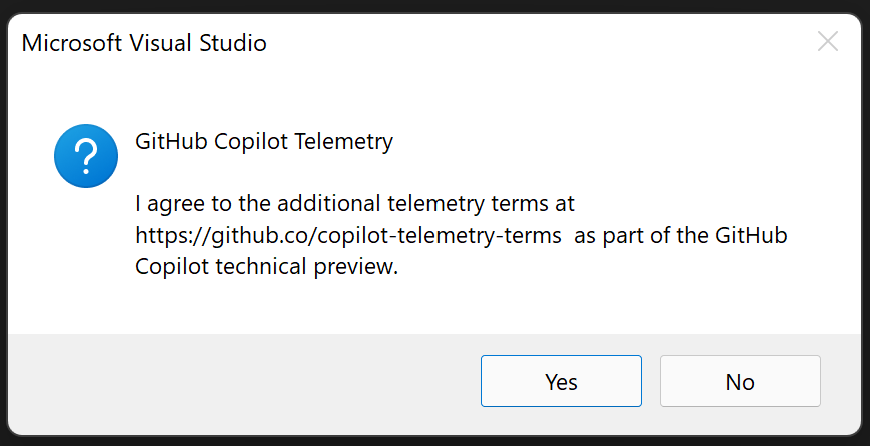 Microsoft Visual Studio
GitHub Copilot Telemetry
I agree to the additional telemetry terms at
https://github.co/copilot-telemetry-terms  as part of the GitHub
Copilot technical preview.
Yes
No